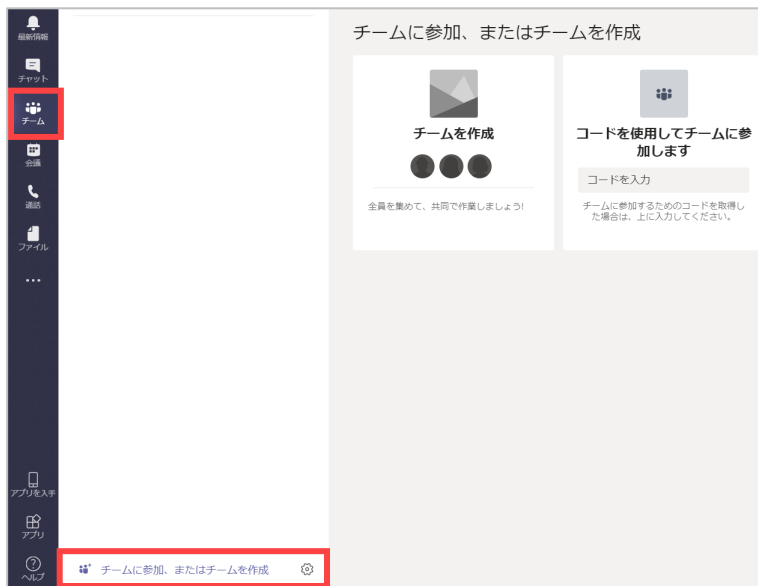 最新情報
チャット
チーム
会議
通話
ファイル
アプリを入手
アプリ
ヘルプ
チームに参加、またはチームを作成
チームに参加、またはチームを作成
チームを作成
全員を集めて、共同で作業しましょう!
コードを使用してチームに参
加します
コードを入力
チームに参加するためのコードを取得し
た場合は、上に入力してください。